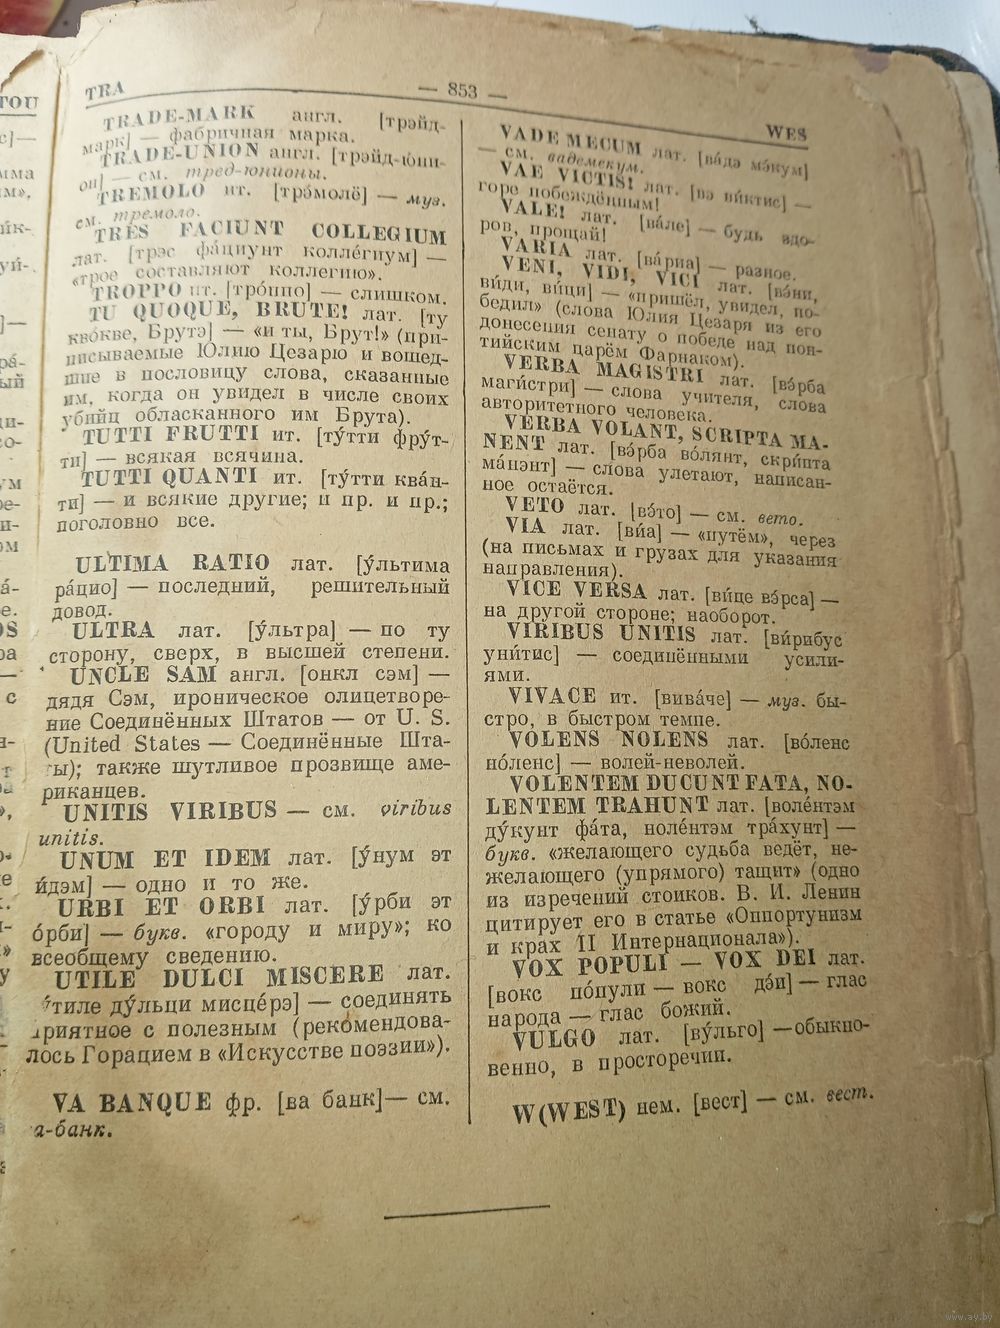 TRA
— 853 —
WES
TRADE-MARK англ. [трэйд-
марк] — фабричная марка.
TRADE-UNION англ. [трэйд-юни-
он] — см. тред-юнионы.
TREMOLO ит. [трэ́молё] — муз.
см. тремоло.
TRES FACIUNT COLLEGIUM
лат. [трэс фа́циунт колле́гиум] —
«трое составляют коллегию».
TROPPO ит. [тро́ппо] — слишком.
TU QUOQUE, BRUTE! лат. [ту
кво́кве, Бру́тэ] — «и ты, Брут!» (при-
писываемые Юлию Цезарю и вошед-
шие в пословицу слова, сказанные
им, когда он увидел в числе своих
убийц обласканного им Брута).
TUTTI FRUTTI ит. [ту́тти фру́т-
ти] — всякая всячина.
TUTTI QUANTI ит. [ту́тти ква́н-
ти] — и всякие другие; и пр. и пр.;
поголовно все.
ULTIMA RATIO лат. [у́льтима
ра́цио] — последний, решительный
довод.
ULTRA лат. [у́льтра] — по ту
сторону, сверх, в высшей степени.
UNCLE SAM англ. [онкл сэм] —
дядя Сэм, ироническое олицетворе-
ние Соединённых Штатов — от U. S.
(United States — Соединённые Шта-
ты); также шутливое прозвище аме-
риканцев.
UNITIS VIRIBUS — см. viribus
unitis.
UNUM ET IDEM лат. [у́нум эт
и́дэм] — одно и то же.
URBI ET ORBI лат. [у́рби эт
о́рби] — букв. «городу и миру»; ко
всеобщему сведению.
UTILE DULCI MISCERE лат.
у́тиле ду́льци мисце́рэ] — соединять
приятное с полезным (рекомендова-
лось Горацием в «Искусстве поэзии»).
VA BANQUE фр. [ва банк] — см.
а-банк.
VADE MECUM лат. [ва́дэ мэ́кум]
— см. вадемекум.
VAE VICTIS! лат. [вэ ви́ктис] —
горе побеждённым!
VALE! лат. [ва́ле] — будь здо-
ров, прощай!
VARIA лат. [ва́риа] — разное.
VENI, VIDI, VICI лат. [вэ́ни,
ви́ди, ви́ци] — «пришёл, увидел, по-
бедил» (слова Юлия Цезаря из его
донесения сенату о победе над пон-
тийским царём Фарнаком).
VERBA MAGISTRI лат. [вэ́рба
маги́стри] — слова учителя, слова
авторитетного человека.
VERBA VOLANT, SCRIPTA MA-
NENT лат. [вэ́рба во́лянт, скри́пта
ма́нэнт] — слова улетают, написан-
ное остаётся.
VETO лат. [вэ́то] — см. вето.
VIA лат. [ви́а] — «путём», через
(на письмах и грузах для указания
направления).
VICE VERSA лат. [ви́це вэ́рса] —
на другой стороне; наоборот.
VIRIBUS UNITIS лат. [ви́рибус
уни́тис] — соединёнными усили-
ями.
VIVACE ит. [вива́че] — муз. бы-
стро, в быстром темпе.
VOLENS NOLENS лат. [во́ленс
но́ленс] — волей-неволей.
VOLENTEM DUCUNT FATA, NO-
LENTEM TRAHUNT лат. [воле́нтэм
ду́кунт фа́та, ноле́нтэм тра́хунт] —
букв. «желающего судьба ведёт, не-
желающего (упрямого) тащит» (одно
из изречений стоиков. В. И. Ленин
цитирует его в статье «Оппортунизм
и крах II Интернационала»).
VOX POPULI — VOX DEI лат.
[вокс по́пули — вокс дэ́и] — глас
народа — глас божий.
VULGO лат. [ву́льго] — обыкно-
венно, в просторечии.
W(WEST) нем. [вест] — см. вест.
www.ay.by